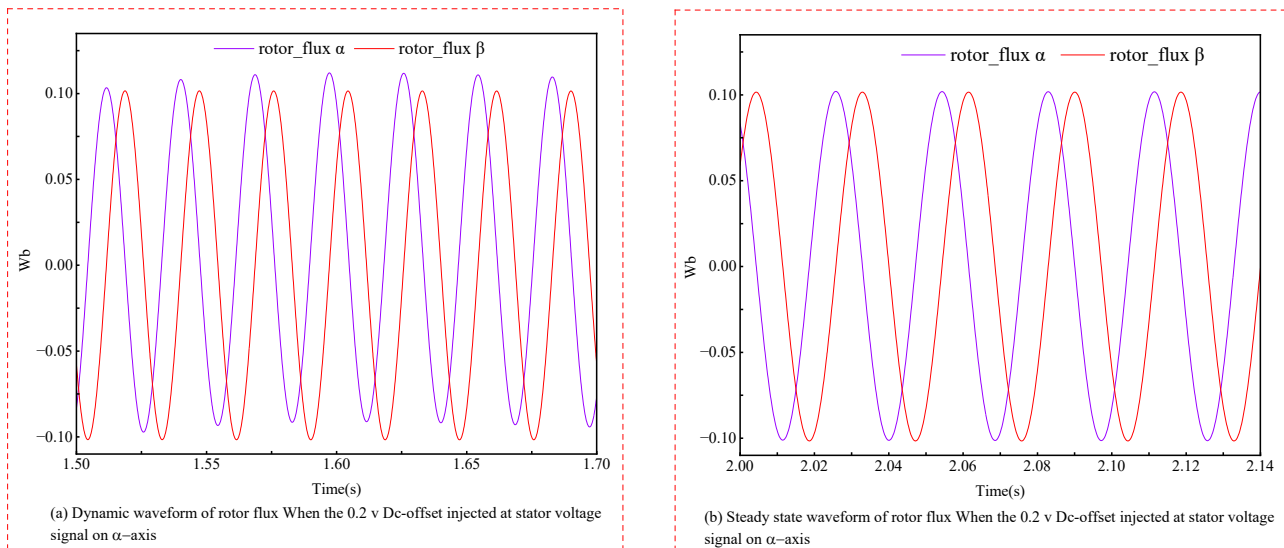 rotor_flux α rotor_flux β
0.10
0.05
0.00
−0.05
−0.10
Wb
1.50 1.55 1.60 1.65 1.70
Time(s)
(a) Dynamic waveform of rotor flux When the 0.2 v Dc-offset injected at stator voltage
signal on α-axis
rotor_flux α rotor_flux β
0.10
0.05
0.00
−0.05
−0.10
Wb
2.00 2.02 2.04 2.06 2.08 2.10 2.12 2.14
Time(s)
(b) Steady state waveform of rotor flux When the 0.2 v Dc-offset injected at stator voltage
signal on α-axis